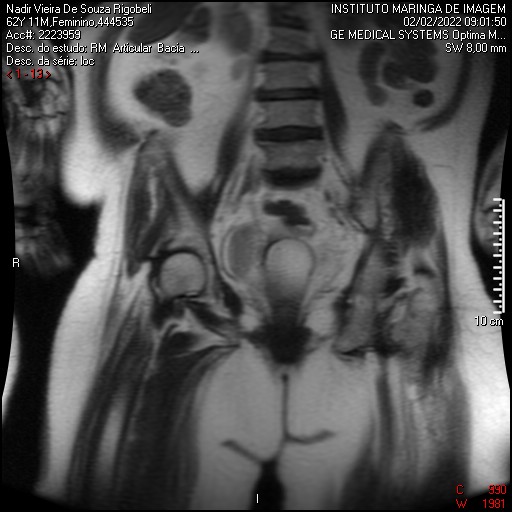 Nadir Vieira De Souza Rigobeli
62Y 11M,Feminino,444535
Acc#: 2223959
Desc. do estudo: RM Articular Bacia ...
Desc. da série: loc
<1 -13>
INSTITUTO MARINGA DE IMAGEM
02/02/2022 09:01:50
GE MEDICAL SYSTEMS Optima M...
SW 8,00 mm
R
10 cm
I
C 990
W 1981